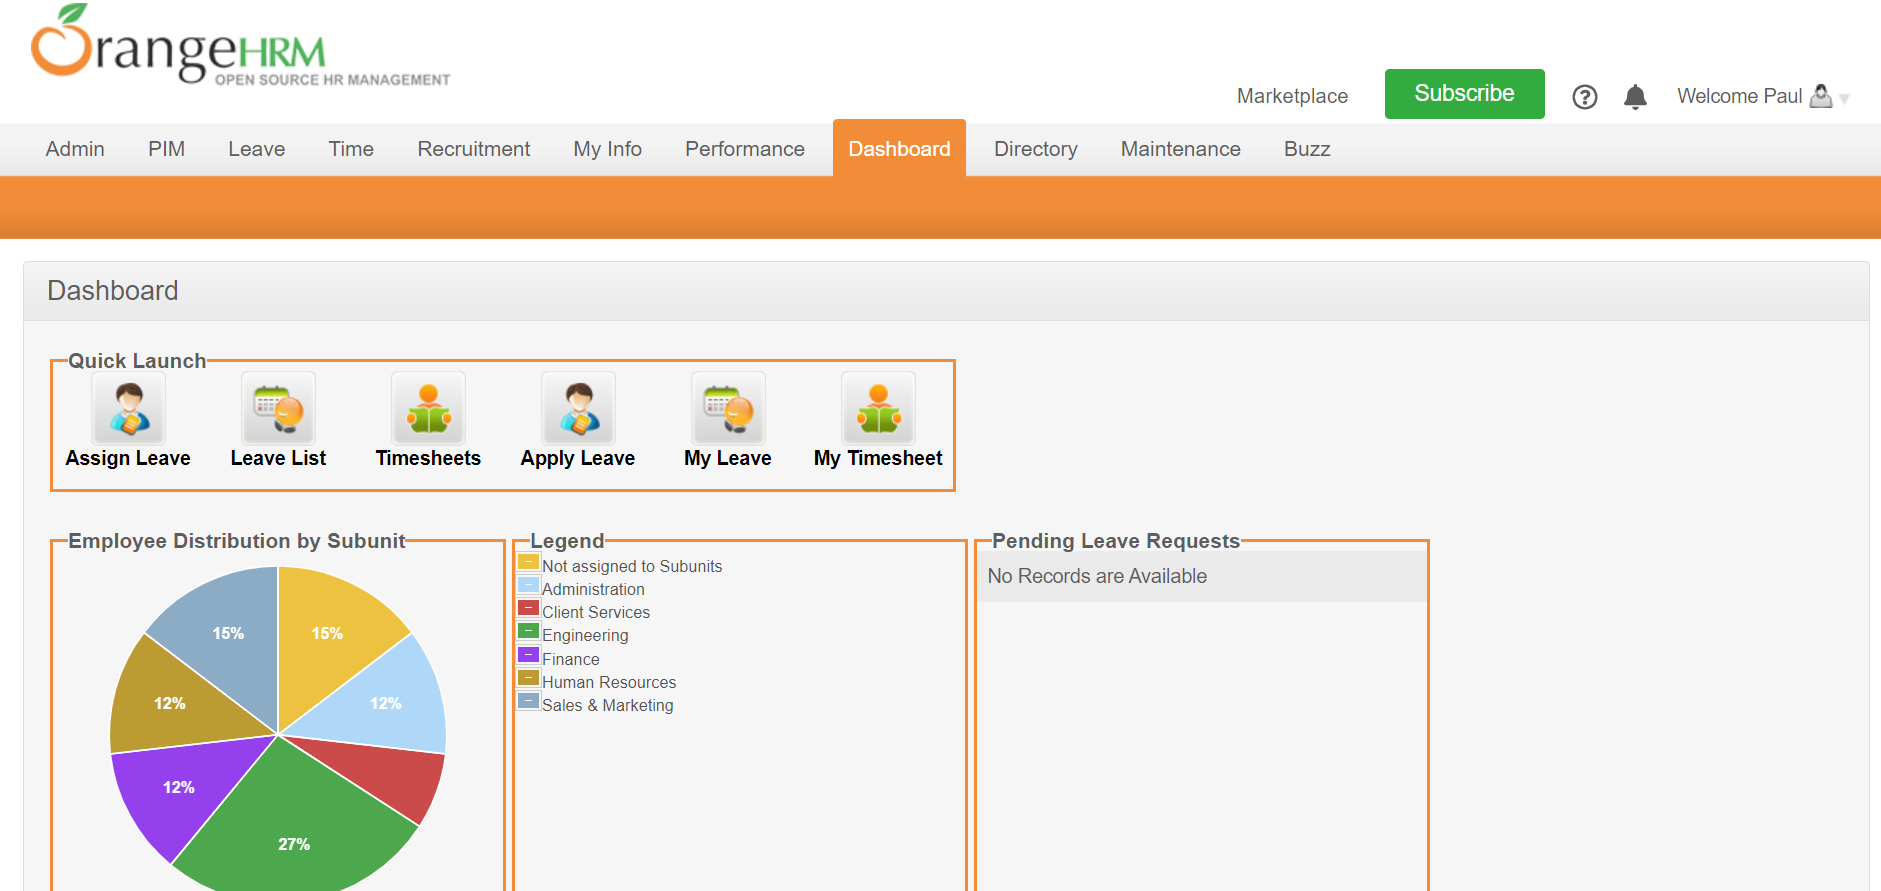 OrangeHRM
OPEN SOURCE HR MANAGEMENT
Marketplace
Subscribe
Welcome Paul
Admin
PIM
Leave
Time
Recruitment
My Info
Performance
Dashboard
Directory
Maintenance
Buzz
Dashboard
Quick Launch
Assign Leave
Leave List
Timesheets
Apply Leave
My Leave
My Timesheet
Employee Distribution by Subunit
15%
15%
12%
12%
12%
27%
Legend
Not assigned to Subunits
Administration
Client Services
Engineering
Finance
Human Resources
Sales & Marketing
Pending Leave Requests
No Records are Available